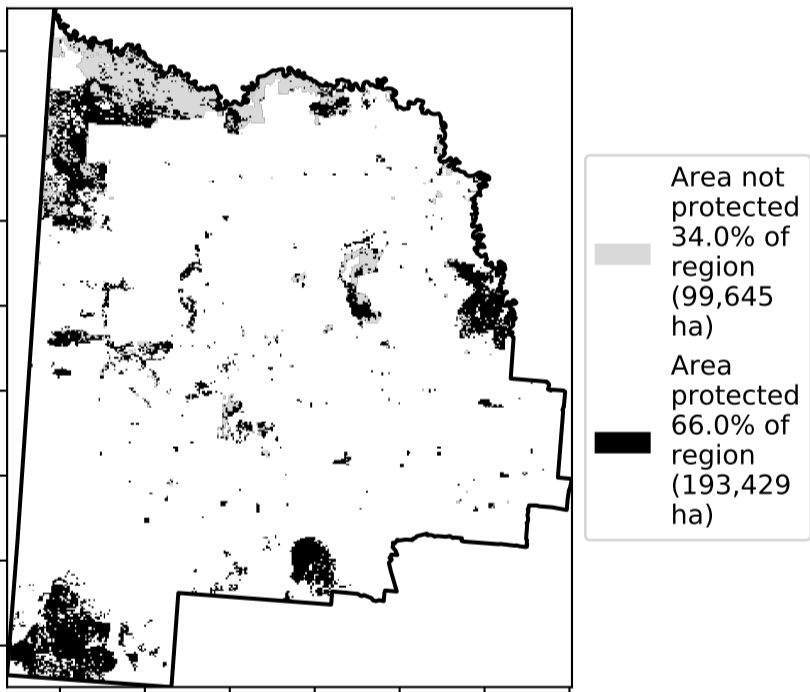 Area not
protected
34.0% of
region
(99,645
ha)
Area
protected
66.0% of
region
(193,429
ha)